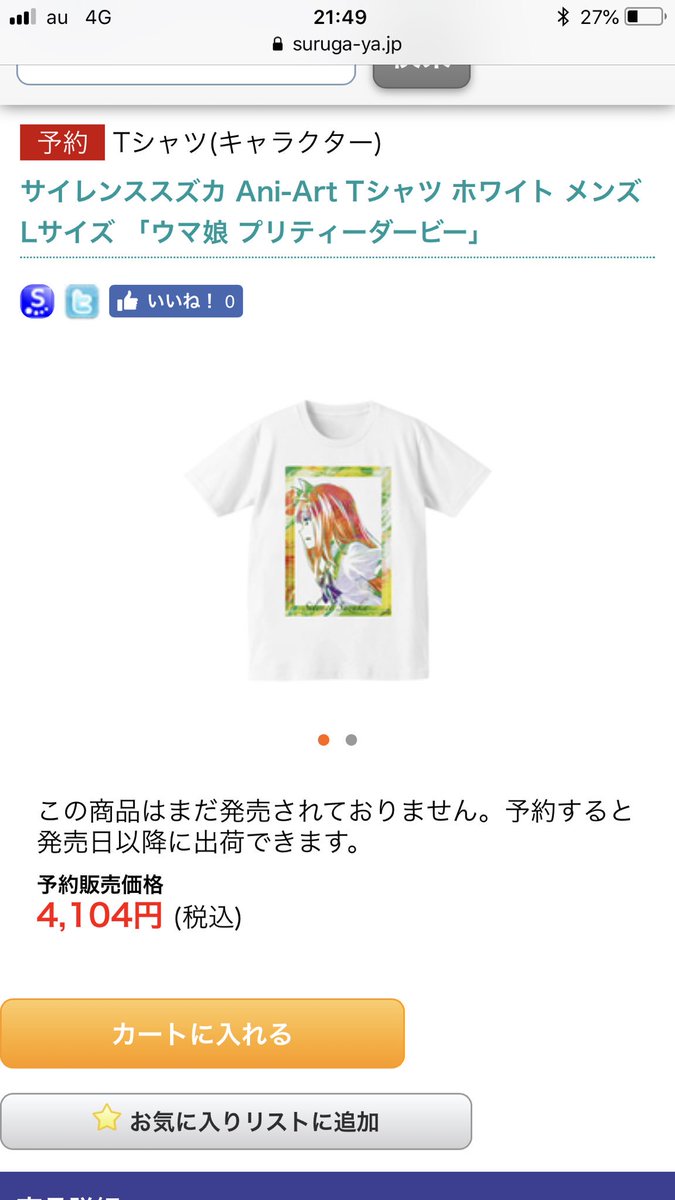 au 4G 21:49 27%
suruga-ya.jp
予約 Tシャツ(キャラクター)
サイレンススズカ Ani-Art Tシャツ ホワイト メンズ
Lサイズ 「ウマ娘 プリティーダービー」
S いいね！ 0
この商品はまだ発売されておりません。予約すると
発売日以降に出荷できます。
予約販売価格
4,104円 (税込)
カートに入れる
お気に入りリストに追加